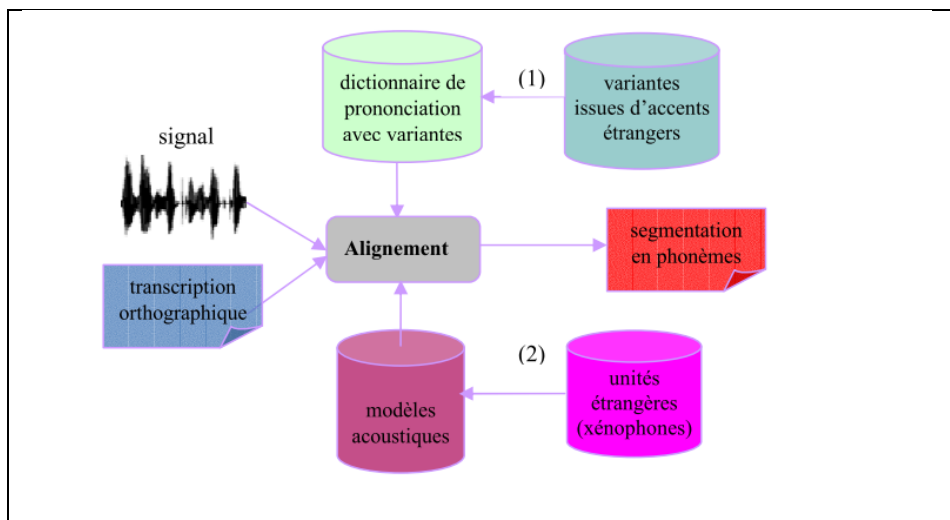 dictionnaire de
prononciation
avec variantes
(1)
variantes
issues d'accents
étrangers
signal
Alignement
segmentation
en phonèmes
transcription
orthographique
(2)
modèles
acoustiques
unités
étrangères
(xénophones)